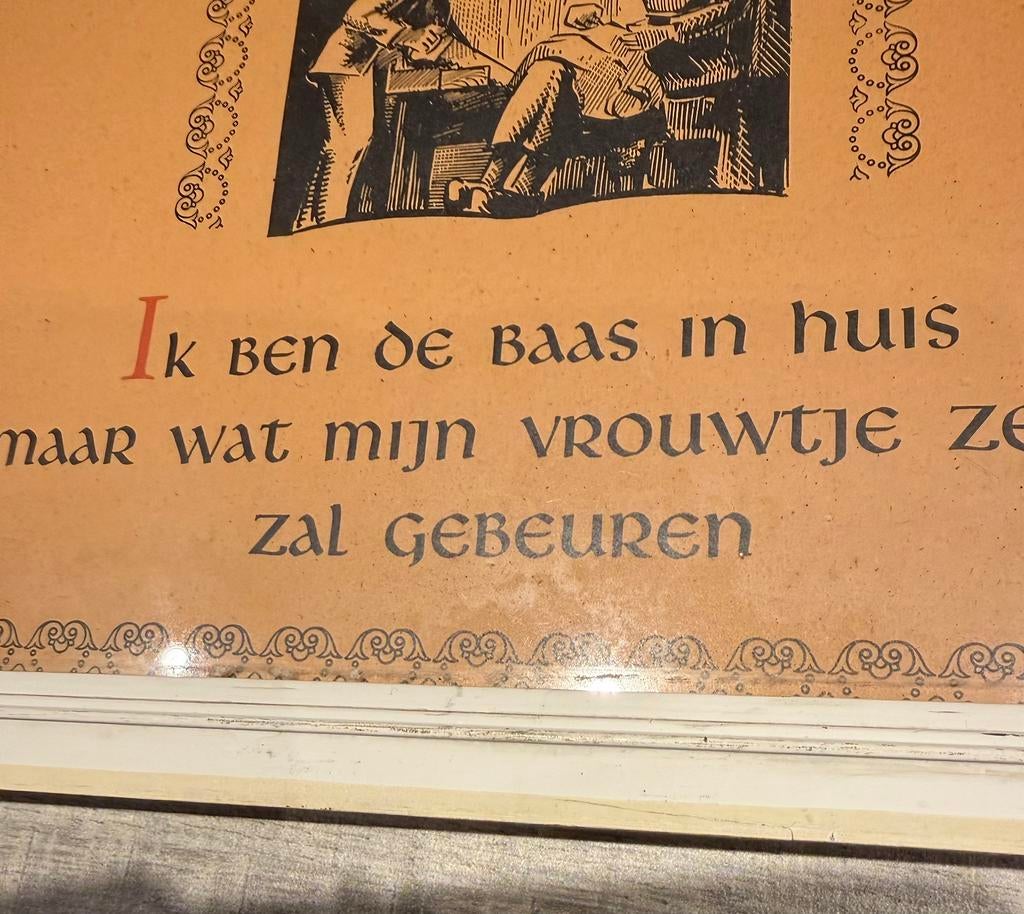 Ik ben de baas in huis
maar wat mijn vrouwtje
zal gebeuren